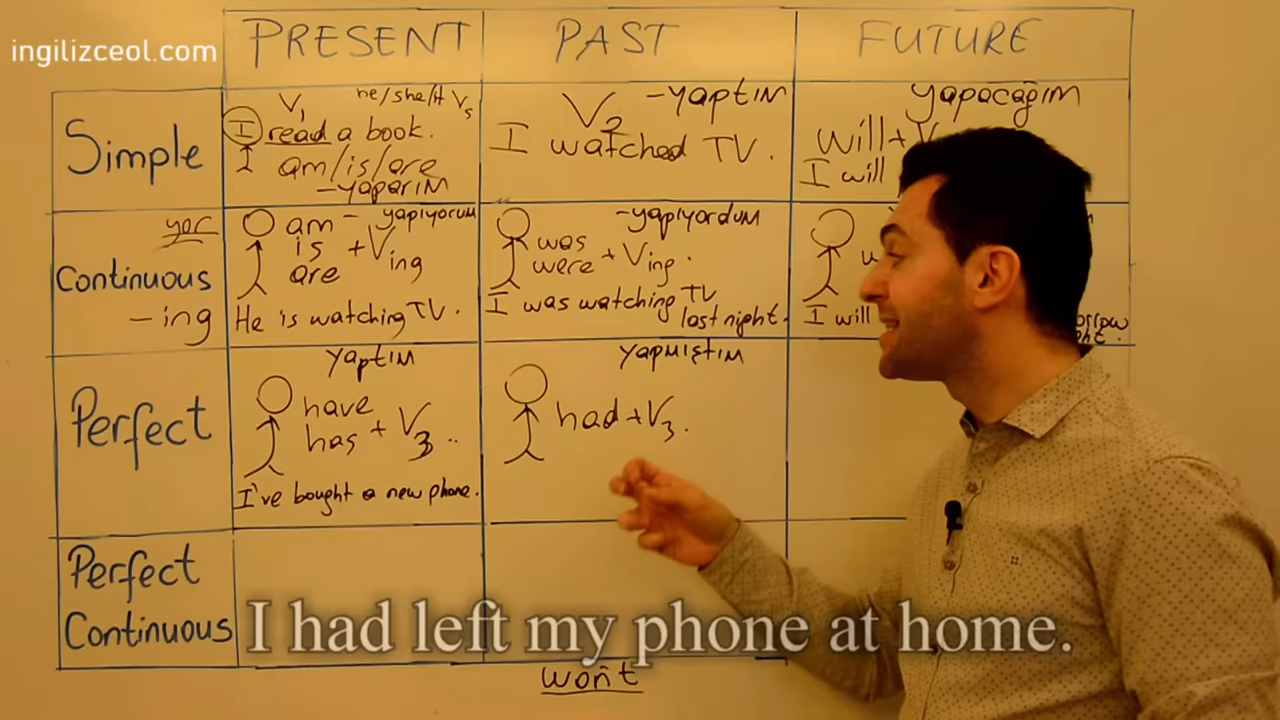 ingilizceol.com
PRESENT PAST FUTURE
Simple
V1 he/she/it Vs
I read a book.
I am/is/are
-yaparım
V2 -yaptım
I watched TV.
yapacağım
will+V
I will
Continuous
-ing
yor
am - yapıyorum
is +Ving
are
He is watching TV.
-yapıyordum
was
were + Ving.
I was watching TV
last night.
I will
Perfect
yaptım
have
has + V3 ..
I've bought a new phone.
yapmıştım
had+V3.
Perfect
Continuous
I had left my phone at home.
won't